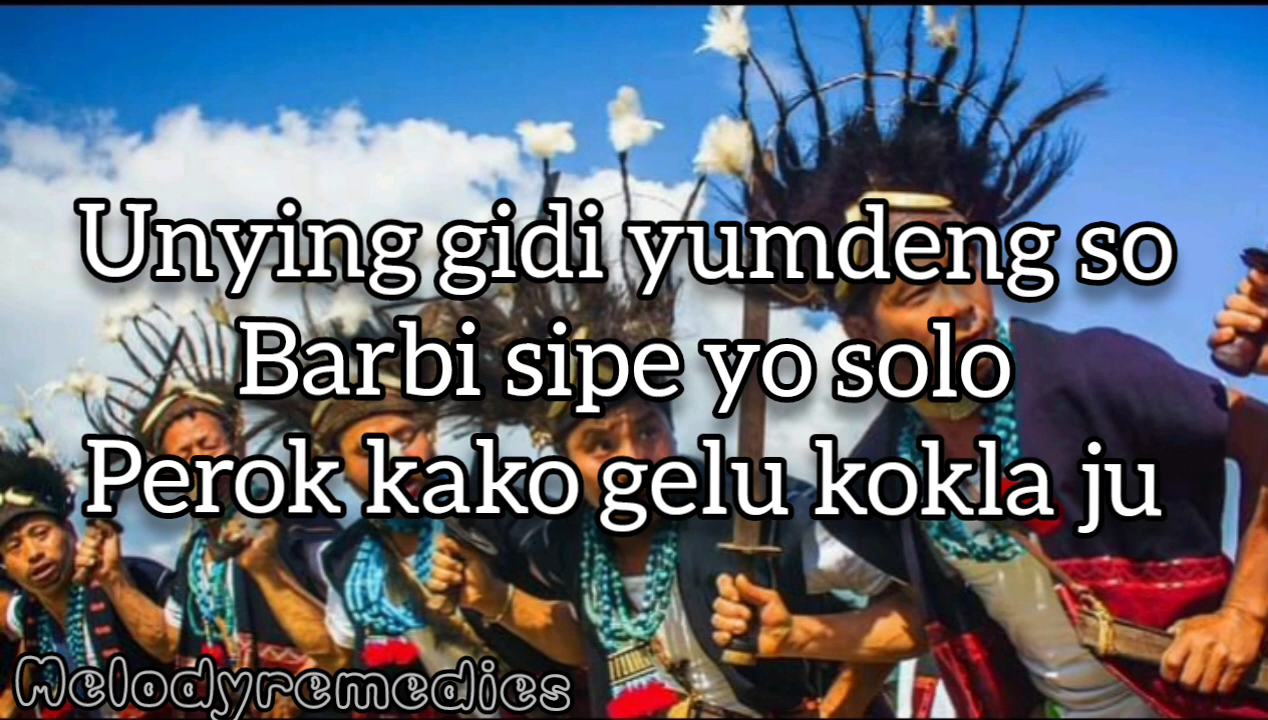 Unying gidi yumdeng so
Barbi sipe yo solo
Perok kako gelu kokla ju
Melodyremedies